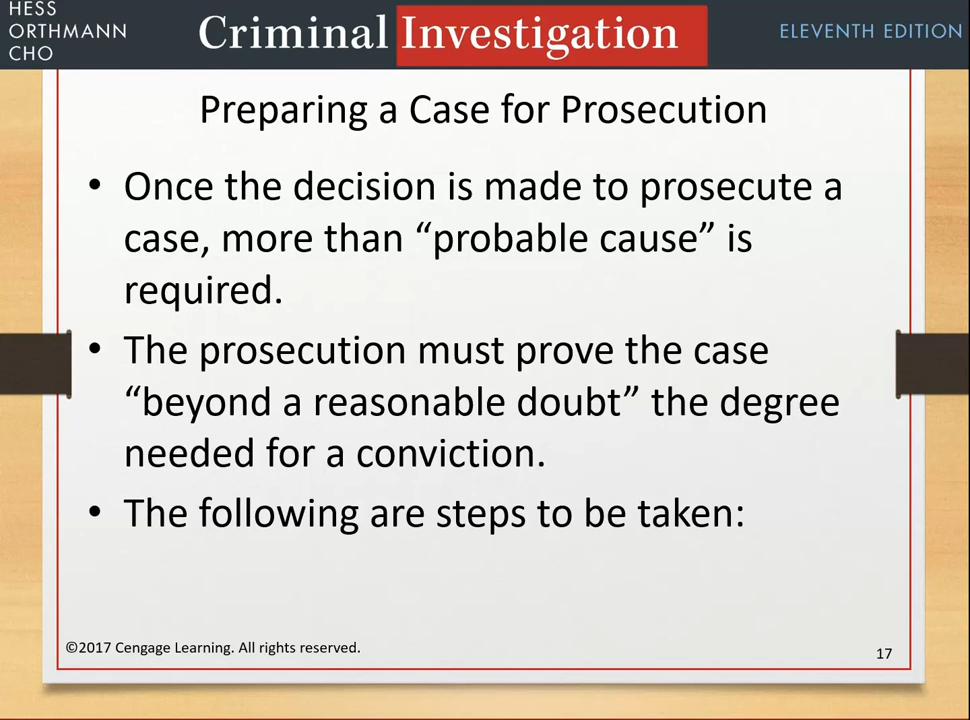 HESS
ORTHMANN
CHO
Criminal Investigation
ELEVENTH EDITION
Preparing a Case for Prosecution
• Once the decision is made to prosecute a
case, more than “probable cause” is
required.
• The prosecution must prove the case
“beyond a reasonable doubt” the degree
needed for a conviction.
• The following are steps to be taken:
©2017 Cengage Learning. All rights reserved.
17